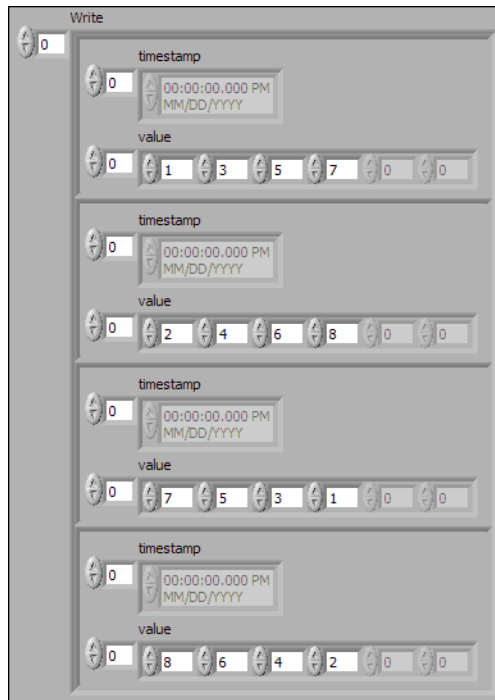 Write
0
timestamp
0 00:00:00.000 PM
MM/DD/YYYY
value
0 1 3 5 7 0 0
timestamp
0 00:00:00.000 PM
MM/DD/YYYY
value
0 2 4 6 8 0 0
timestamp
0 00:00:00.000 PM
MM/DD/YYYY
value
0 7 5 3 1 0 0
timestamp
0 00:00:00.000 PM
MM/DD/YYYY
value
0 8 6 4 2 0 0